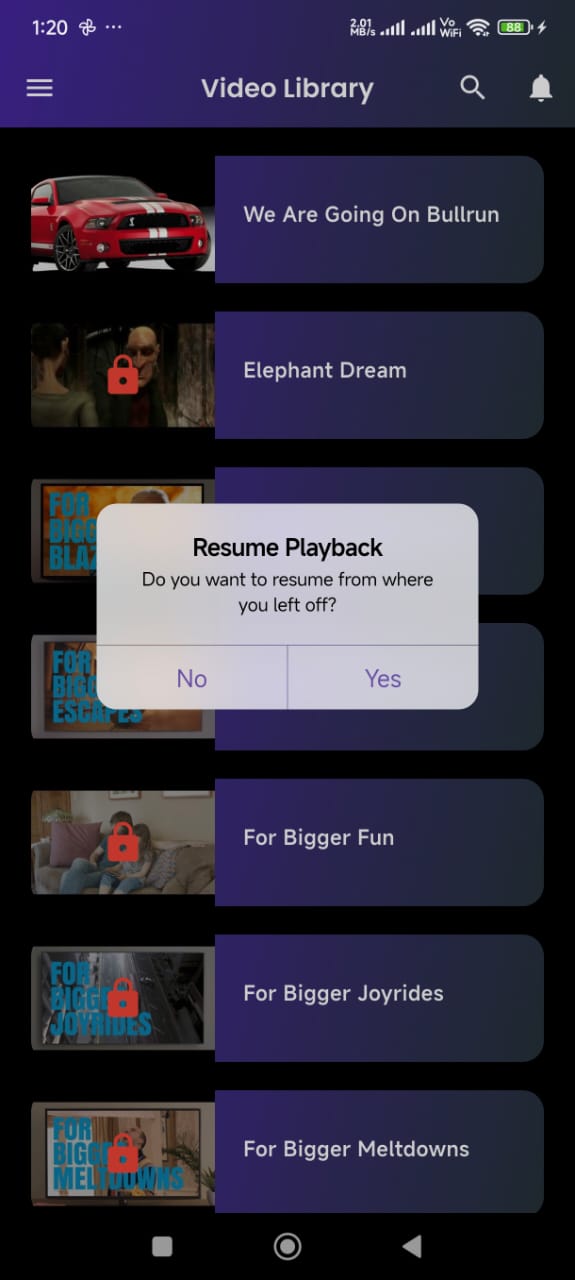 1:20
2.01
MB/s
Vo
WiFi
88
Video Library
We Are Going On Bullrun
Elephant Dream
FOR
BIGG
BLAZ
Resume Playback
Do you want to resume from where
you left off?
No
Yes
FOR
BIGG
ESCAPES
For Bigger Fun
FOR
BIGGE
JOYRIDES
For Bigger Joyrides
FOR
BIGGE
MELTDOWNS
For Bigger Meltdowns